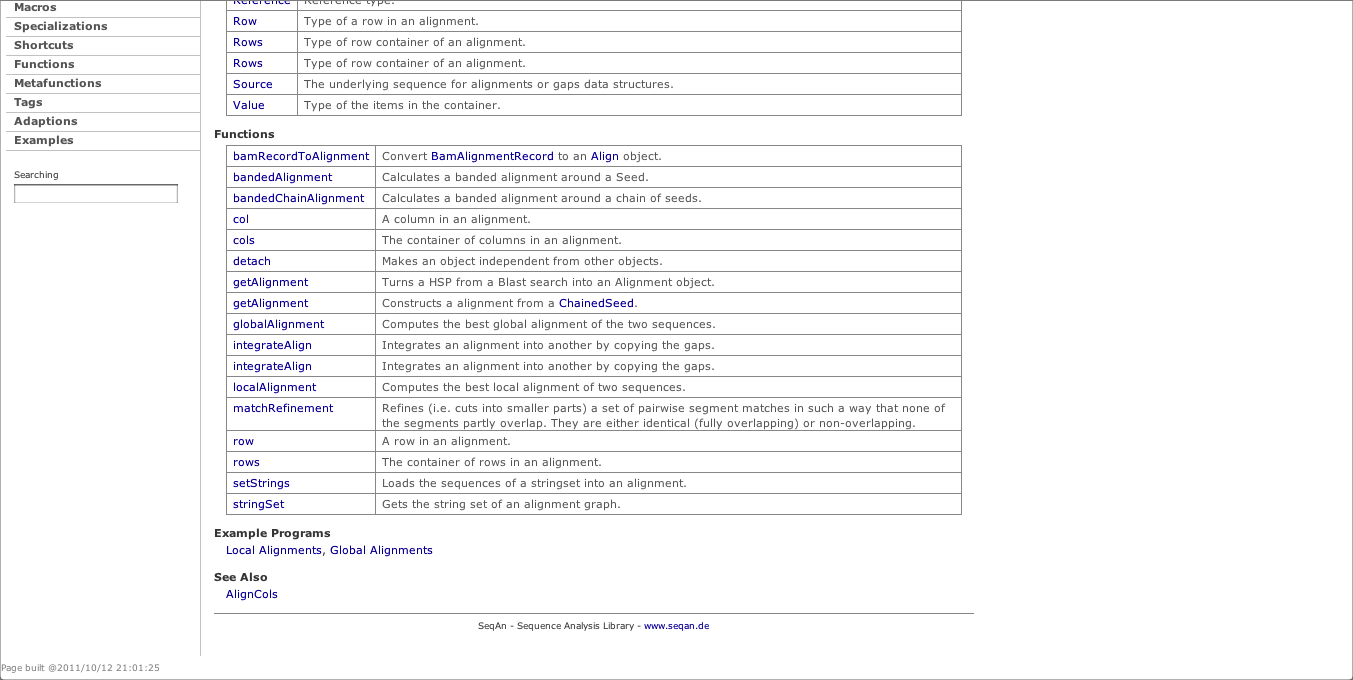 Macros
Specializations
Shortcuts
Functions
Metafunctions
Tags
Adaptions
Examples
Searching
Reference Reference type.
Row Type of a row in an alignment.
Rows Type of row container of an alignment.
Rows Type of row container of an alignment.
Source The underlying sequence for alignments or gaps data structures.
Value Type of the items in the container.
Functions
bamRecordToAlignment Convert BamAlignmentRecord to an Align object.
bandedAlignment Calculates a banded alignment around a Seed.
bandedChainAlignment Calculates a banded alignment around a chain of seeds.
col A column in an alignment.
cols The container of columns in an alignment.
detach Makes an object independent from other objects.
getAlignment Turns a HSP from a Blast search into an Alignment object.
getAlignment Constructs a alignment from a ChainedSeed.
globalAlignment Computes the best global alignment of the two sequences.
integrateAlign Integrates an alignment into another by copying the gaps.
integrateAlign Integrates an alignment into another by copying the gaps.
localAlignment Computes the best local alignment of two sequences.
matchRefinement Refines (i.e. cuts into smaller parts) a set of pairwise segment matches in such a way that none of
the segments partly overlap. They are either identical (fully overlapping) or non-overlapping.
row A row in an alignment.
rows The container of rows in an alignment.
setStrings Loads the sequences of a stringset into an alignment.
stringSet Gets the string set of an alignment graph.
Example Programs
Local Alignments, Global Alignments
See Also
AlignCols
SeqAn - Sequence Analysis Library - www.seqan.de
Page built @2011/10/12 21:01:25